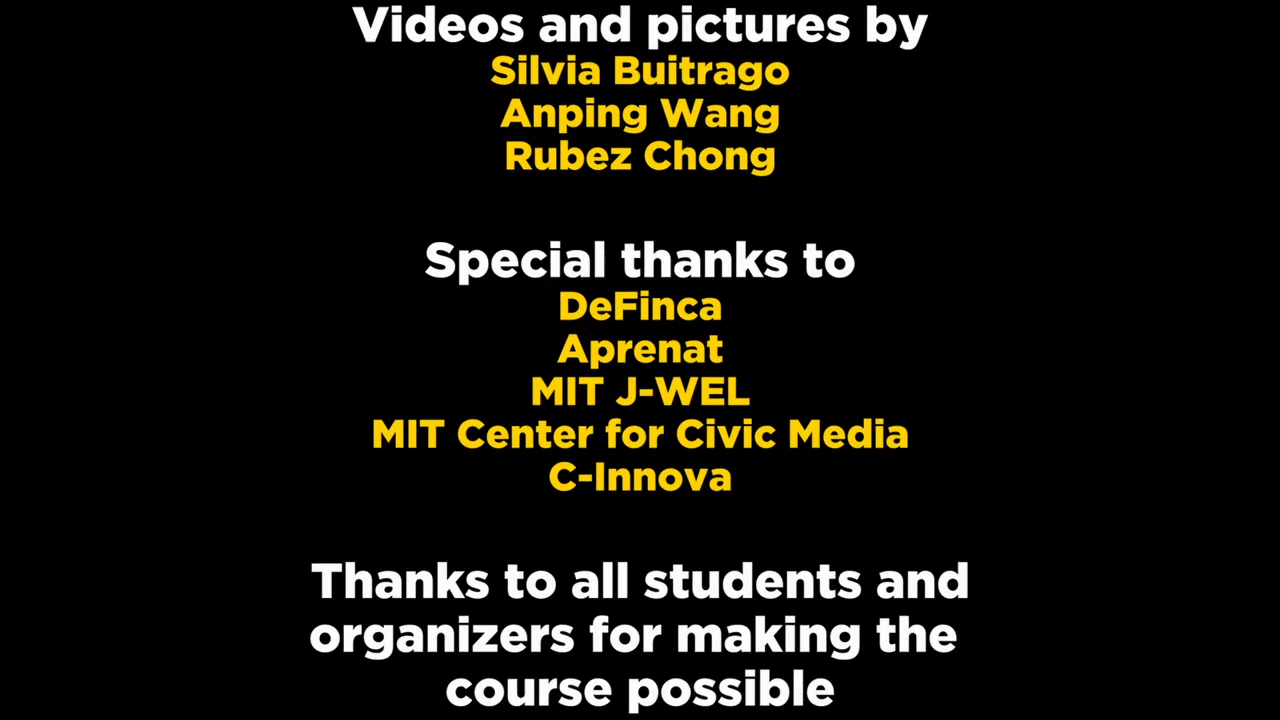 Videos and pictures by
Silvia Buitrago
Anping Wang
Rubez Chong
Special thanks to
DeFinca
Aprenat
MIT J-WEL
MIT Center for Civic Media
C-Innova
Thanks to all students and
organizers for making the
course possible